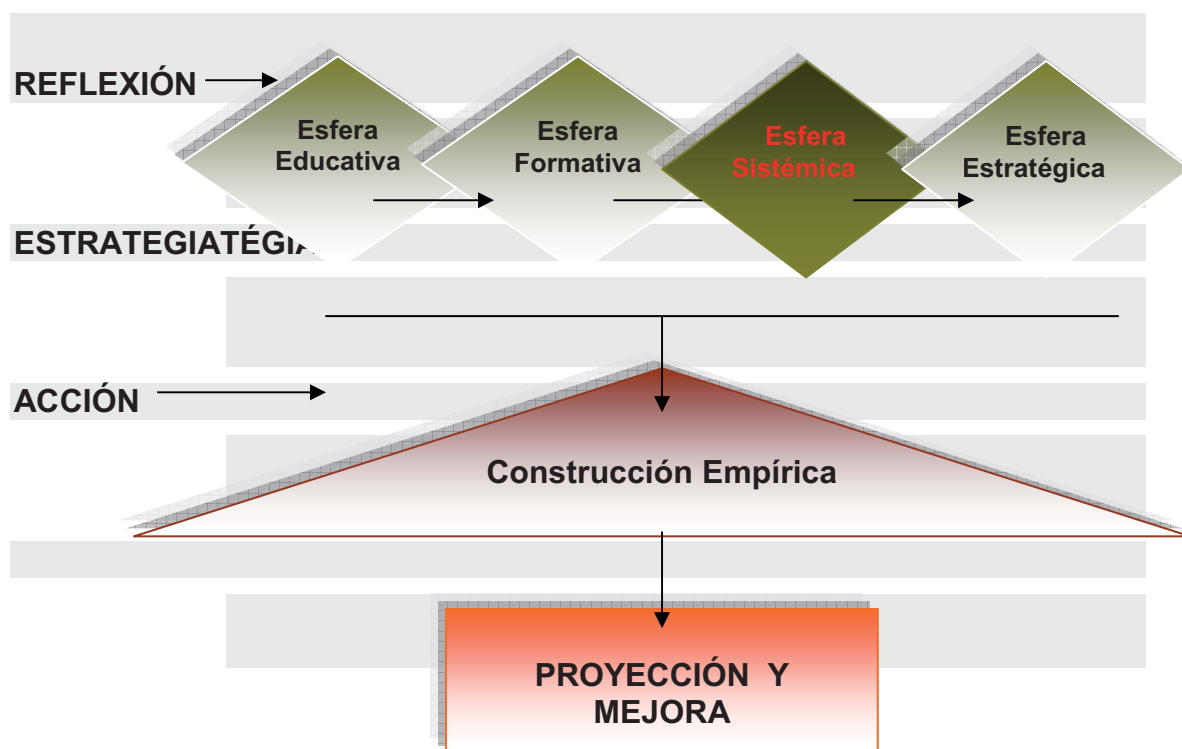 REFLEXIÓN
Esfera
Educativa
Esfera
Formativa
Esfera
Sistémica
Esfera
Estratégica
ESTRATEGIATÉGIA
ACCIÓN
Construcción Empírica
PROYECCIÓN Y
MEJORA